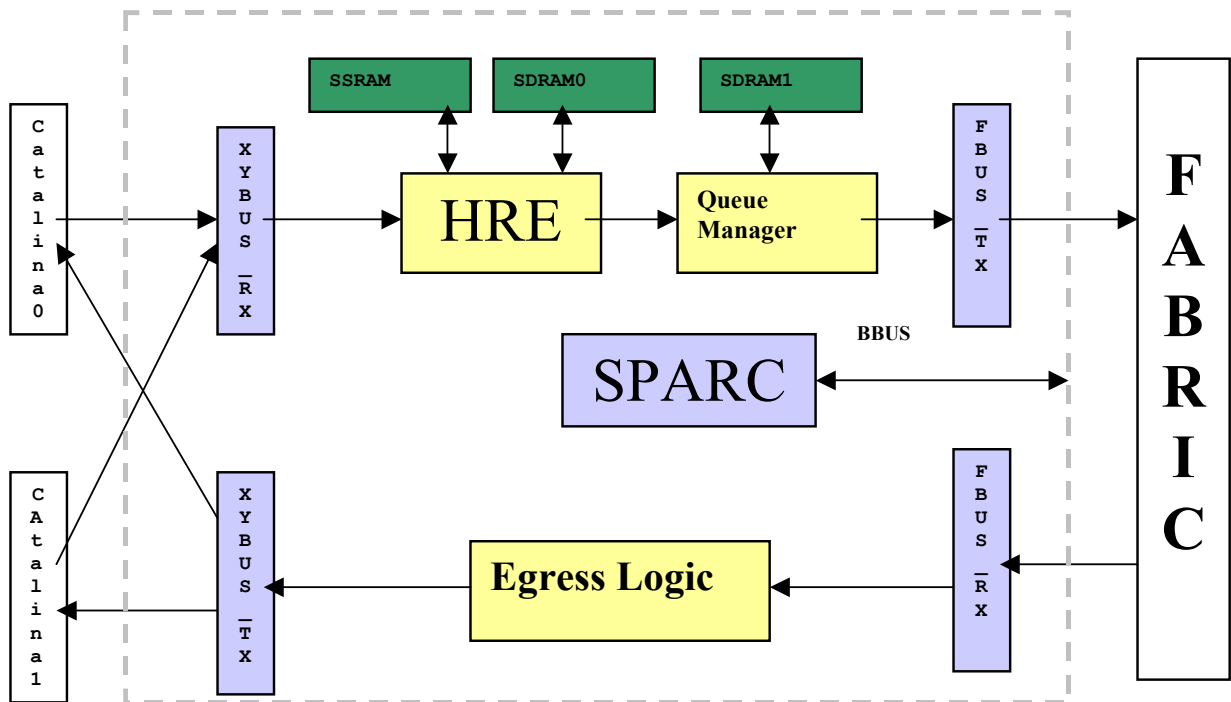 SSRAM
SDRAM0
SDRAM1
Catalina0
XYBUS_RX
HRE
Queue
Manager
FBUS_TX
FABRIC
SPARC
BBUS
CAtalina1
XYBUS_TX
Egress Logic
FBUS_RX